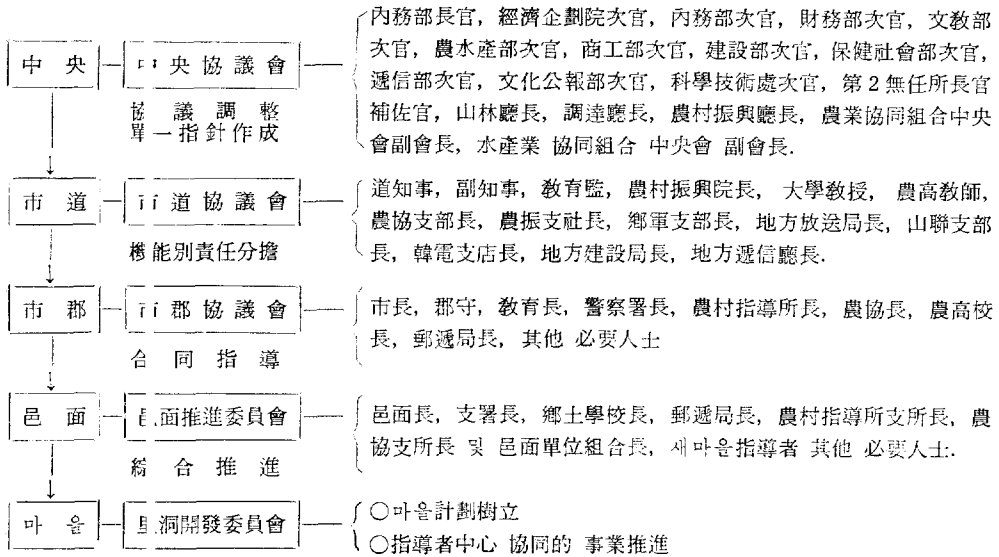 內務部長官, 經濟企劃院次官, 內務部次官, 財務部次官, 文敎部
次官, 農水產部次官, 商工部次官, 建設部次官, 保健社會部次官,
遞信部次官, 文化公報部次官, 科學技術處次官, 第2無任所長官
補佐官, 山林廳長, 調達廳長, 農村振興廳長, 農業協同組合中央
會副會長, 水產業 協同組合 中央會 副會長.
中央
中央協議會
協議調整
單一指針作成
道知事, 副知事, 敎育監, 農村振興院長, 大學敎授, 農高敎師,
農協支部長, 農振支社長, 鄕軍支部長, 地方放送局長, 山聯支部
長, 韓電支店長, 地方建設局長, 地方遞信廳長.
市道
市道協議會
機能別責任分擔
市長, 郡守, 敎育長, 警察署長, 農村指導所長, 農協長, 農高校
長, 郵遞局長, 其他 必要人士
市郡
市郡協議會
合同指導
邑面長, 支署長, 鄕土學校長, 郵遞局長, 農村指導所支所長, 農
協支所長 및 邑面單位組合長, 새마을指導者 其他 必要人士.
邑面
邑面推進委員會
綜合推進
마을
里洞開發委員會
○마을計劃樹立
○指導者中心 協同的 事業推進